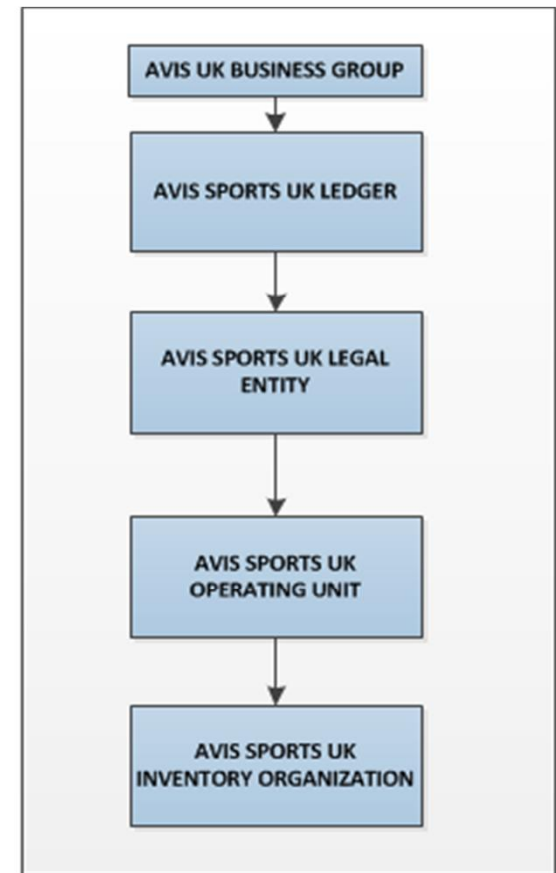 AVIS UK BUSINESS GROUP
AVIS SPORTS UK LEDGER
AVIS SPORTS UK LEGAL
ENTITY
AVIS SPORTS UK
OPERATING UNIT
AVIS SPORTS UK
INVENTORY ORGANIZATION